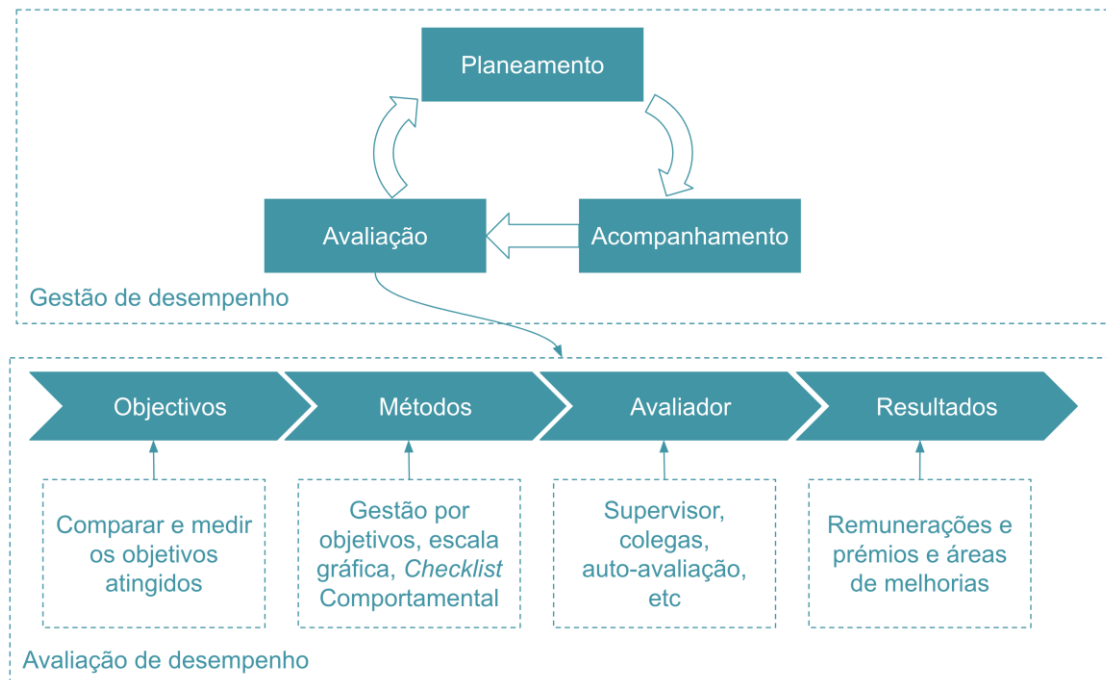 Planeamento
Avaliação
Acompanhamento
Gestão de desempenho
Objectivos
Métodos
Avaliador
Resultados
Comparar e medir
os objetivos
atingidos
Gestão por
objetivos, escala
gráfica, Checklist
Comportamental
Supervisor,
colegas,
auto-avaliação,
etc
Remunerações e
prémios e áreas
de melhorias
Avaliação de desempenho